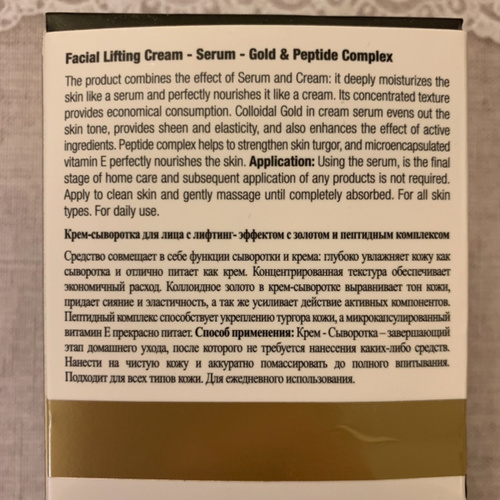 Facial Lifting Cream - Serum - Gold & Peptide Complex
The product combines the effect of Serum and Cream: it deeply moisturizes the
skin like a serum and perfectly nourishes it like a cream. Its concentrated texture
provides economical consumption. Colloidal Gold in cream serum evens out the
skin tone, provides sheen and elasticity, and also enhances the effect of active
ingredients. Peptide complex helps to strengthen skin turgor, and microencapsulated
vitamin E perfectly nourishes the skin. Application: Using the serum, is the final
stage of home care and subsequent application of any products is not required.
Apply to clean skin and gently massage until completely absorbed. For all skin
types. For daily use.
Крем-сыворотка для лица с лифтинг- эффектом с золотом и пептидным комплексом
Средство совмещает в себе функции сыворотки и крема: глубоко увлажняет кожу как
сыворотка и отлично питает как крем. Концентрированная текстура обеспечивает
экономичный расход. Коллоидное золото в крем-сыворотке выравнивает тон кожи,
придает сияние и эластичность, а так же усиливает действие активных компонентов.
Пептидный комплекс способствует укреплению тургора кожи, а микрокапсулированный
витамин Е прекрасно питает. Способ применения: Крем - Сыворотка – завершающий
этап домашнего ухода, после которого не требуется нанесения каких-либо средств.
Нанести на чистую кожу и аккуратно помассировать до полного впитывания.
Подходит для всех типов кожи. Для ежедневного использования.